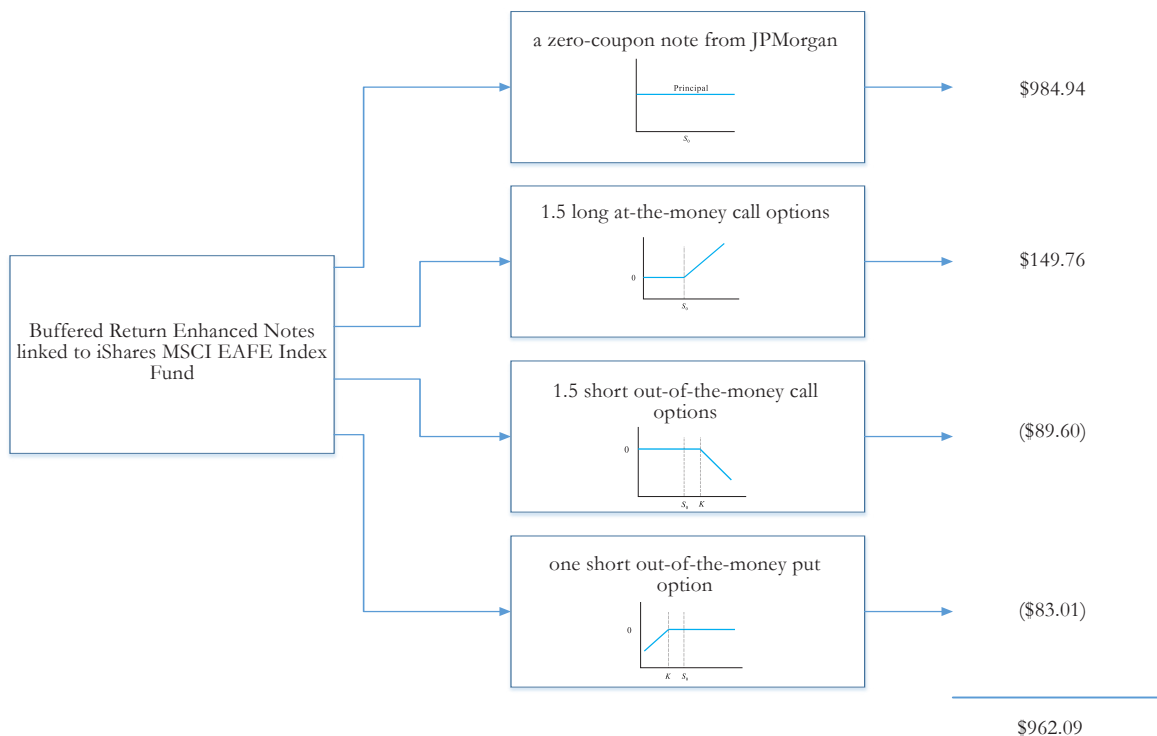 a zero-coupon note from JPMorgan
Principal
S₀
$984.94
1.5 long at-the-money call options
0
S₀
$149.76
Buffered Return Enhanced Notes
linked to iShares MSCI EAFE Index
Fund
1.5 short out-of-the-money call
options
0
S₀ K
($89.60)
one short out-of-the-money put
option
0
K S₀
($83.01)
$962.09